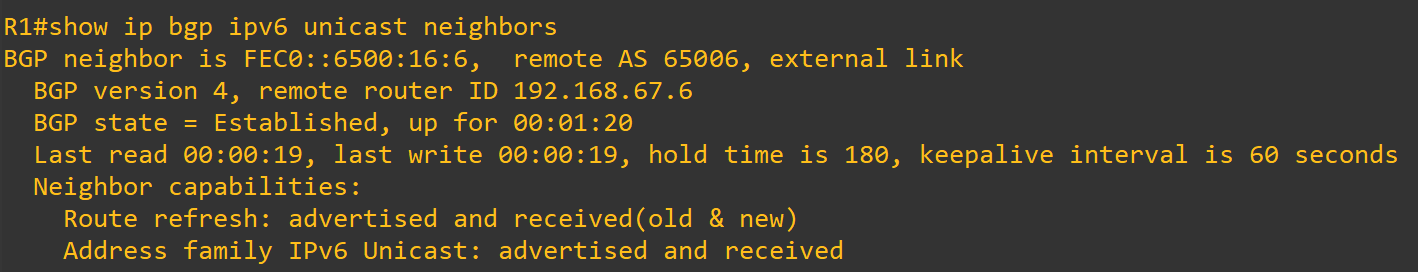 R1#show ip bgp ipv6 unicast neighbors
BGP neighbor is FEC0::6500:16:6,  remote AS 65006, external link
  BGP version 4, remote router ID 192.168.67.6
  BGP state = Established, up for 00:01:20
  Last read 00:00:19, last write 00:00:19, hold time is 180, keepalive interval is 60 seconds
  Neighbor capabilities:
    Route refresh: advertised and received(old & new)
    Address family IPv6 Unicast: advertised and received